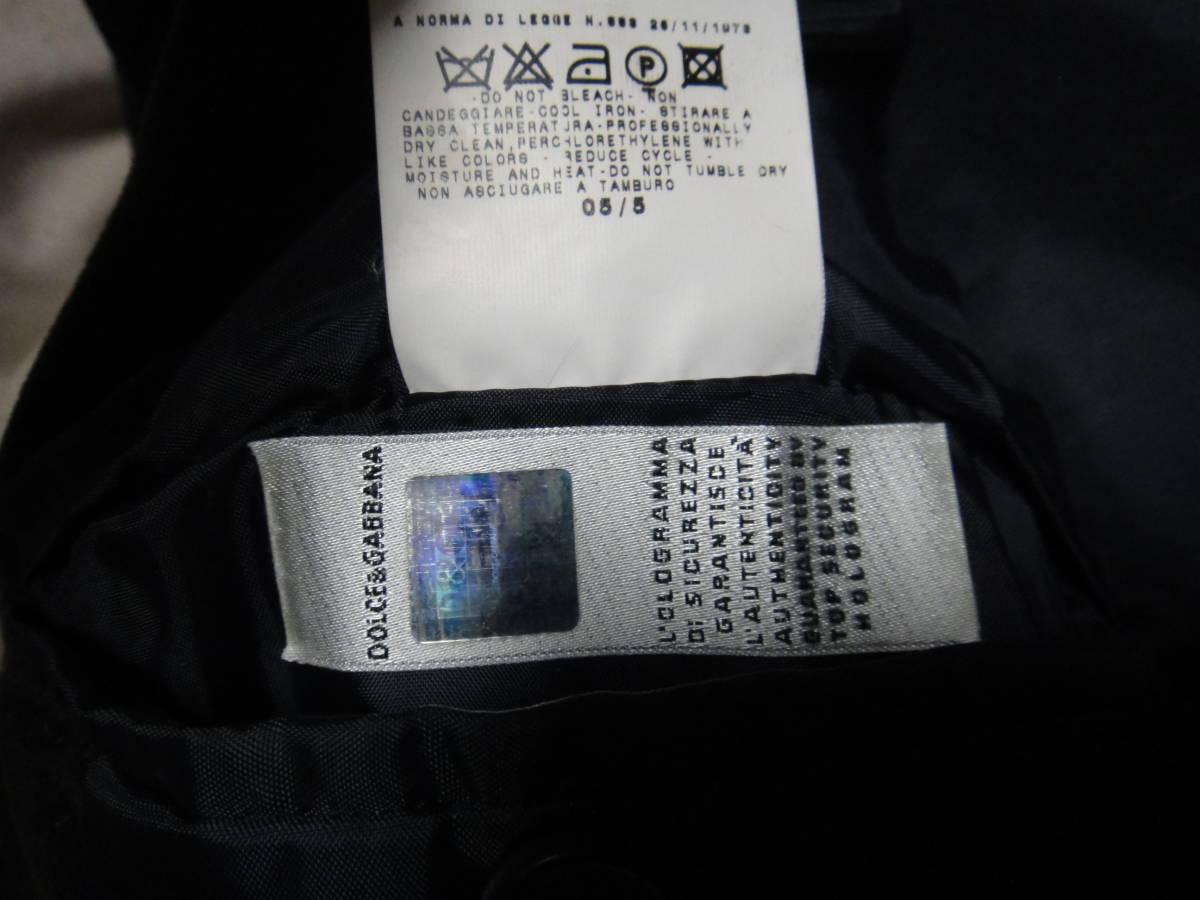 A NORMA DI LEGGE N.883 26/11/1973
P
-DO NOT BLEACH- NON
CANDEGGIARE-COOL IRON- STIRARE A
BASSA TEMPERATURA-PROFESSIONALLY
DRY CLEAN,PERCHLORETHYLENE WITH
LIKE COLORS - REDUCE CYCLE -
MOISTURE AND HEAT-DO NOT TUMBLE DRY
NON ASCIUGARE A TAMBURO
05/5
DOLCE&GABBANA
L'OLOGRAMMA
DI SICUREZZA
GARANTISCE
L'AUTENTICITÀ
AUTHENTICITY
GUARANTEED BY
TOP SECURITY
HOLOGRAM